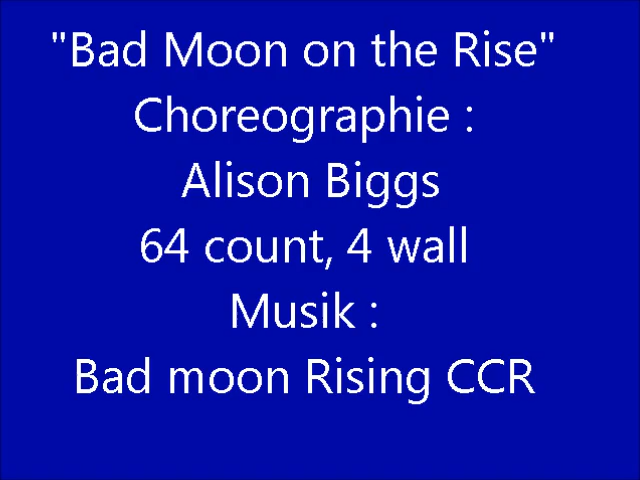 "Bad Moon on the Rise"
Choreographie :
Alison Biggs
64 count, 4 wall
Musik :
Bad moon Rising CCR